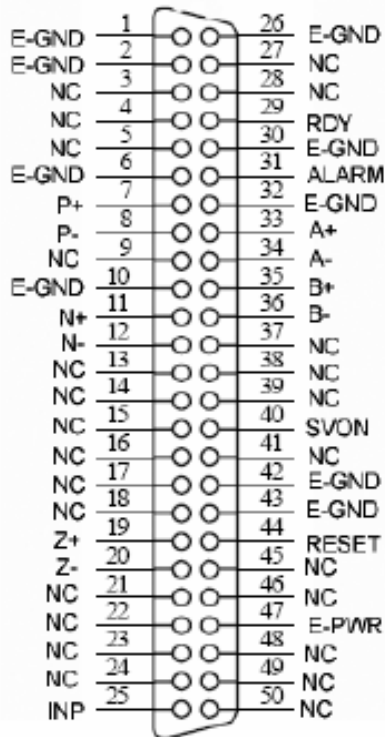 E-GND 1 26 E-GND
E-GND 2 27 NC
NC 3 28 NC
NC 4 29 RDY
NC 5 30 E-GND
E-GND 6 31 ALARM
P+ 7 32 E-GND
P- 8 33 A+
NC 9 34 A-
E-GND 10 35 B+
N+ 11 36 B-
N- 12 37 NC
NC 13 38 NC
NC 14 39 NC
NC 15 40 SVON
NC 16 41 NC
NC 17 42 E-GND
NC 18 43 E-GND
Z+ 19 44 RESET
Z- 20 45 NC
NC 21 46 NC
NC 22 47 E-PWR
NC 23 48 NC
NC 24 49 NC
INP 25 50 NC